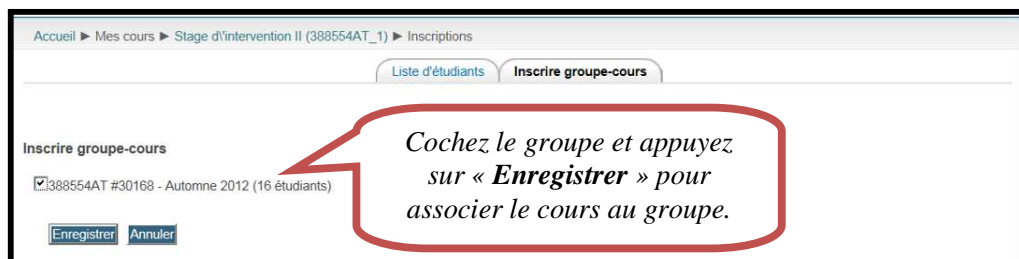 Accueil ► Mes cours ► Stage d\'intervention II (388554AT_1) ► Inscriptions
Liste d'étudiants Inscrire groupe-cours
Inscrire groupe-cours
388554AT #30168 - Automne 2012 (16 étudiants)
Enregistrer Annuler
Cochez le groupe et appuyez
sur « Enregistrer » pour
associer le cours au groupe.